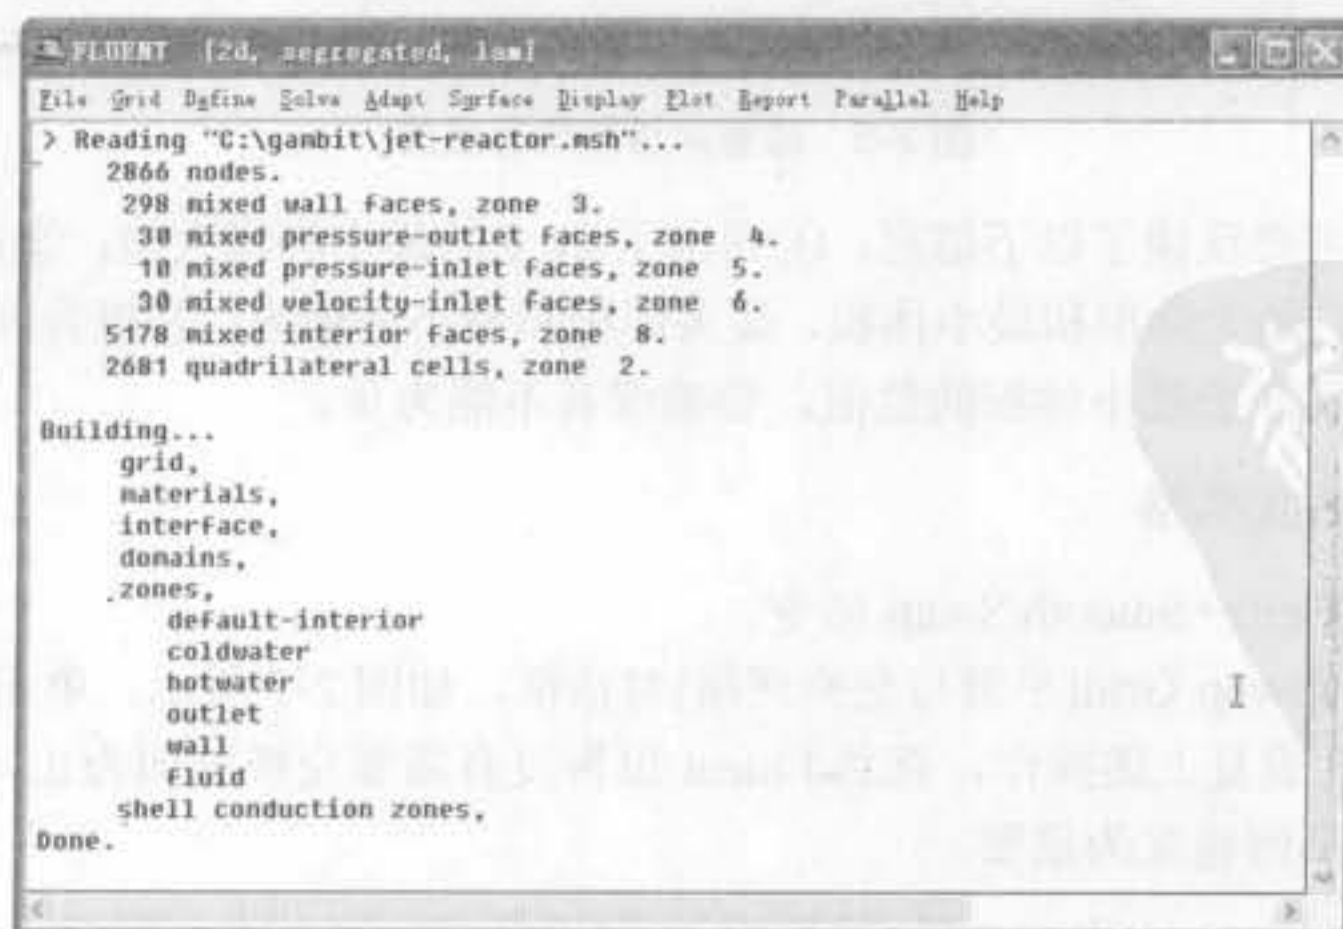 FLUENT [2d, segregated, lam]
File Grid Define Solve Adapt Surface Display Plot Report Parallel Help
> Reading "C:\gambit\jet-reactor.msh"...
2866 nodes.
298 mixed wall faces, zone 3.
30 mixed pressure-outlet faces, zone 4.
10 mixed pressure-inlet faces, zone 5.
30 mixed velocity-inlet faces, zone 6.
5178 mixed interior faces, zone 8.
2681 quadrilateral cells, zone 2.
Building...
grid,
materials,
interface,
domains,
zones,
default-interior
coldwater
hotwater
outlet
wall
fluid
shell conduction zones,
Done.